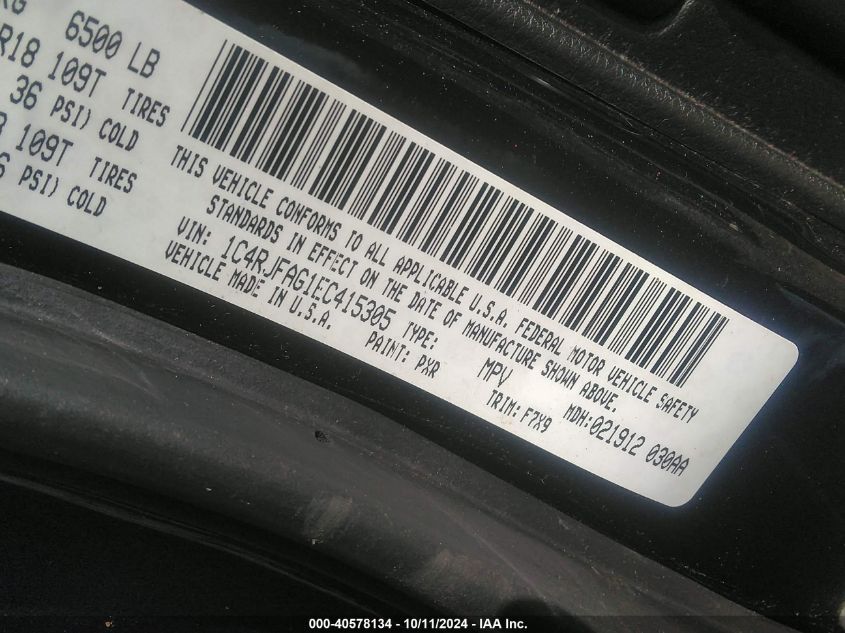 KG 6500 LB
R18 109T TIRES
36 PSI) COLD
109T TIRES
PSI) COLD
THIS VEHICLE CONFORMS TO ALL APPLICABLE U.S.A. FEDERAL MOTOR VEHICLE SAFETY
STANDARDS IN EFFECT ON THE DATE OF MANUFACTURE SHOWN ABOVE.
VIN: 1C4RJFAG1EC415305 TYPE: MPV MDH:021912 030AA
VEHICLE MADE IN U.S.A. PAINT: PXR TRIM: F7X9
000-40578134 - 10/11/2024 - IAA Inc.